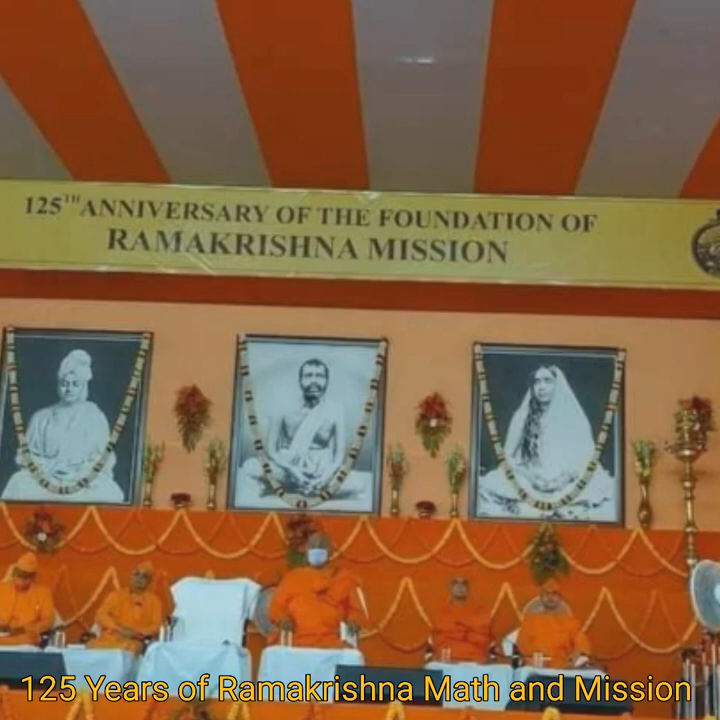 125TH ANNIVERSARY OF THE FOUNDATION OF
RAMAKRISHNA MISSION
125 Years of Ramakrishna Math and Mission